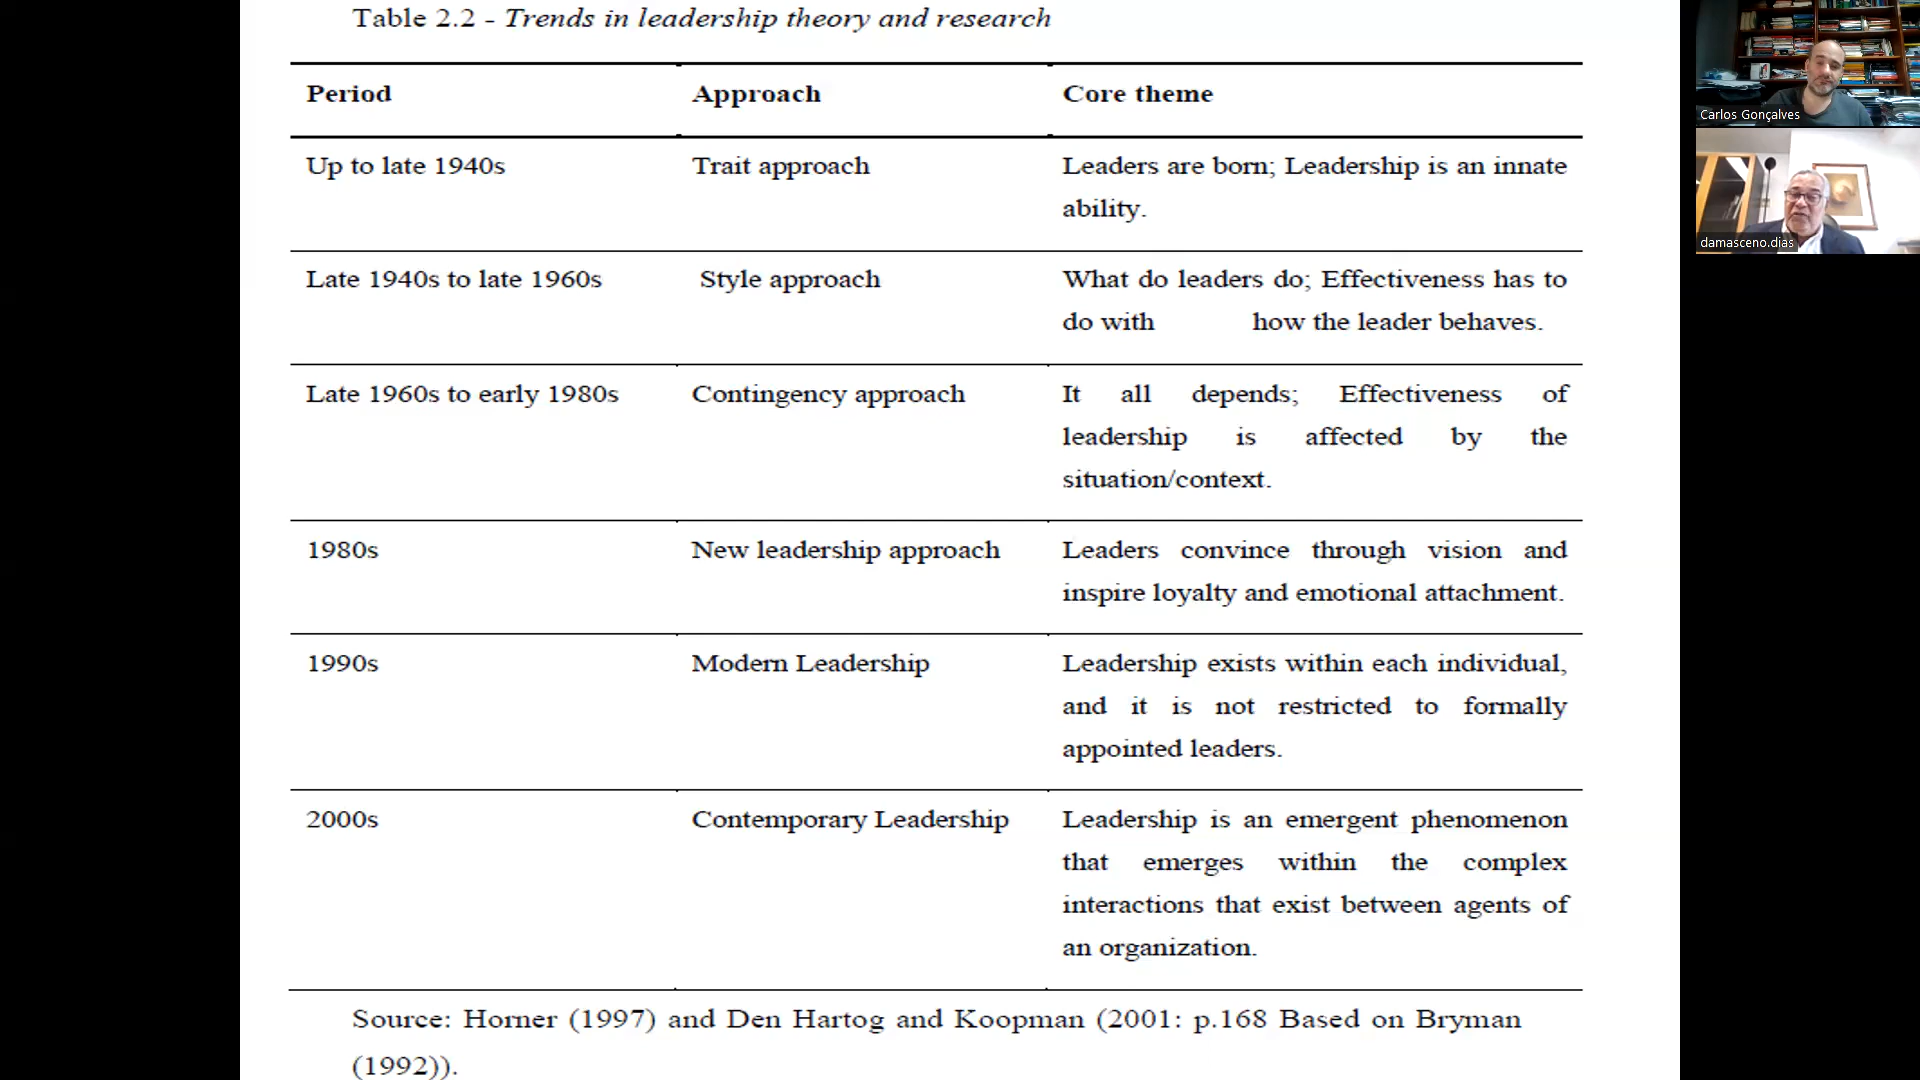 Table 2.2 - Trends in leadership theory and research
Period Approach Core theme
Up to late 1940s Trait approach Leaders are born; Leadership is an innate
ability.
Late 1940s to late 1960s Style approach What do leaders do; Effectiveness has to
do with how the leader behaves.
Late 1960s to early 1980s Contingency approach It all depends; Effectiveness of
leadership is affected by the
situation/context.
1980s New leadership approach Leaders convince through vision and
inspire loyalty and emotional attachment.
1990s Modern Leadership Leadership exists within each individual,
and it is not restricted to formally
appointed leaders.
2000s Contemporary Leadership Leadership is an emergent phenomenon
that emerges within the complex
interactions that exist between agents of
an organization.
Source: Horner (1997) and Den Hartog and Koopman (2001: p.168 Based on Bryman
(1992)).
Carlos Gonçalves
damasceno.dias